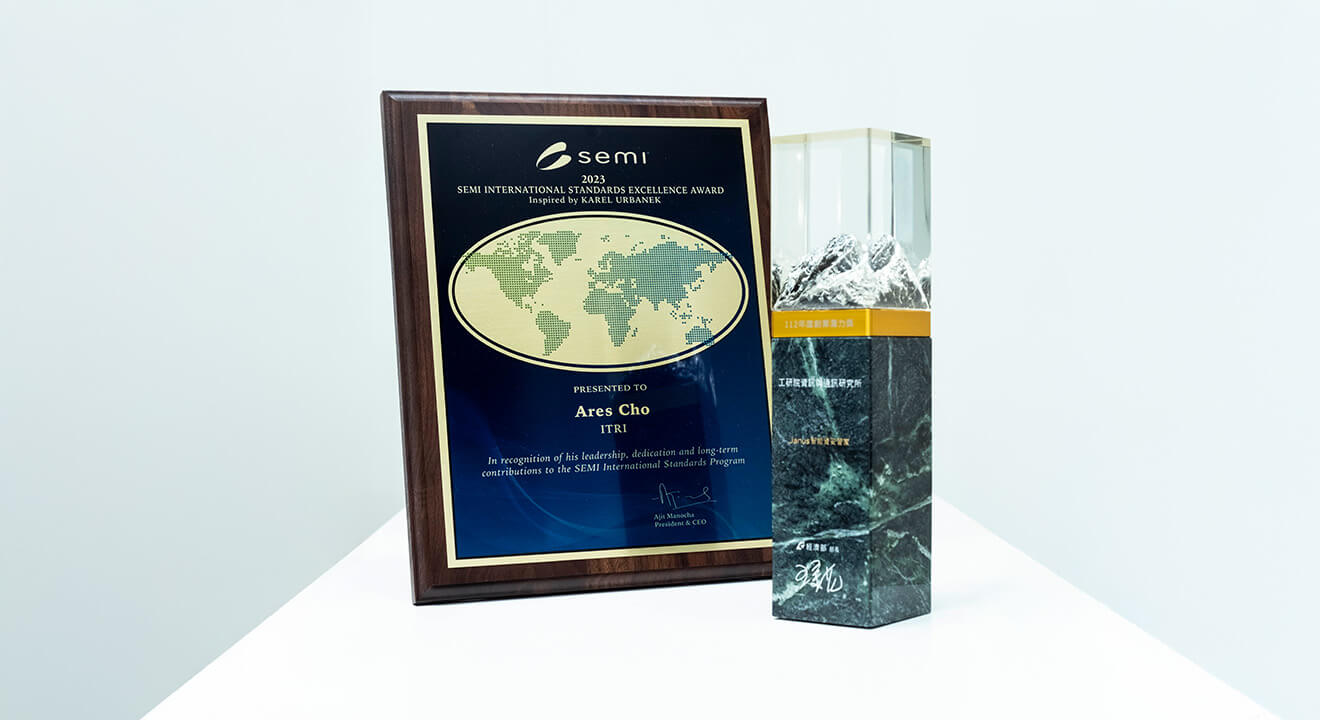 semi
2023
SEMI INTERNATIONAL STANDARDS EXCELLENCE AWARD
Inspired by KAREL URBANEK
PRESENTED TO
Ares Cho
ITRI
In recognition of his leadership, dedication and long-term
contributions to the SEMI International Standards Program
Ajit Manocha
President & CEO
112年度創新潛力獎
工研院資訊與通訊研究所
Janus
經濟部 部長